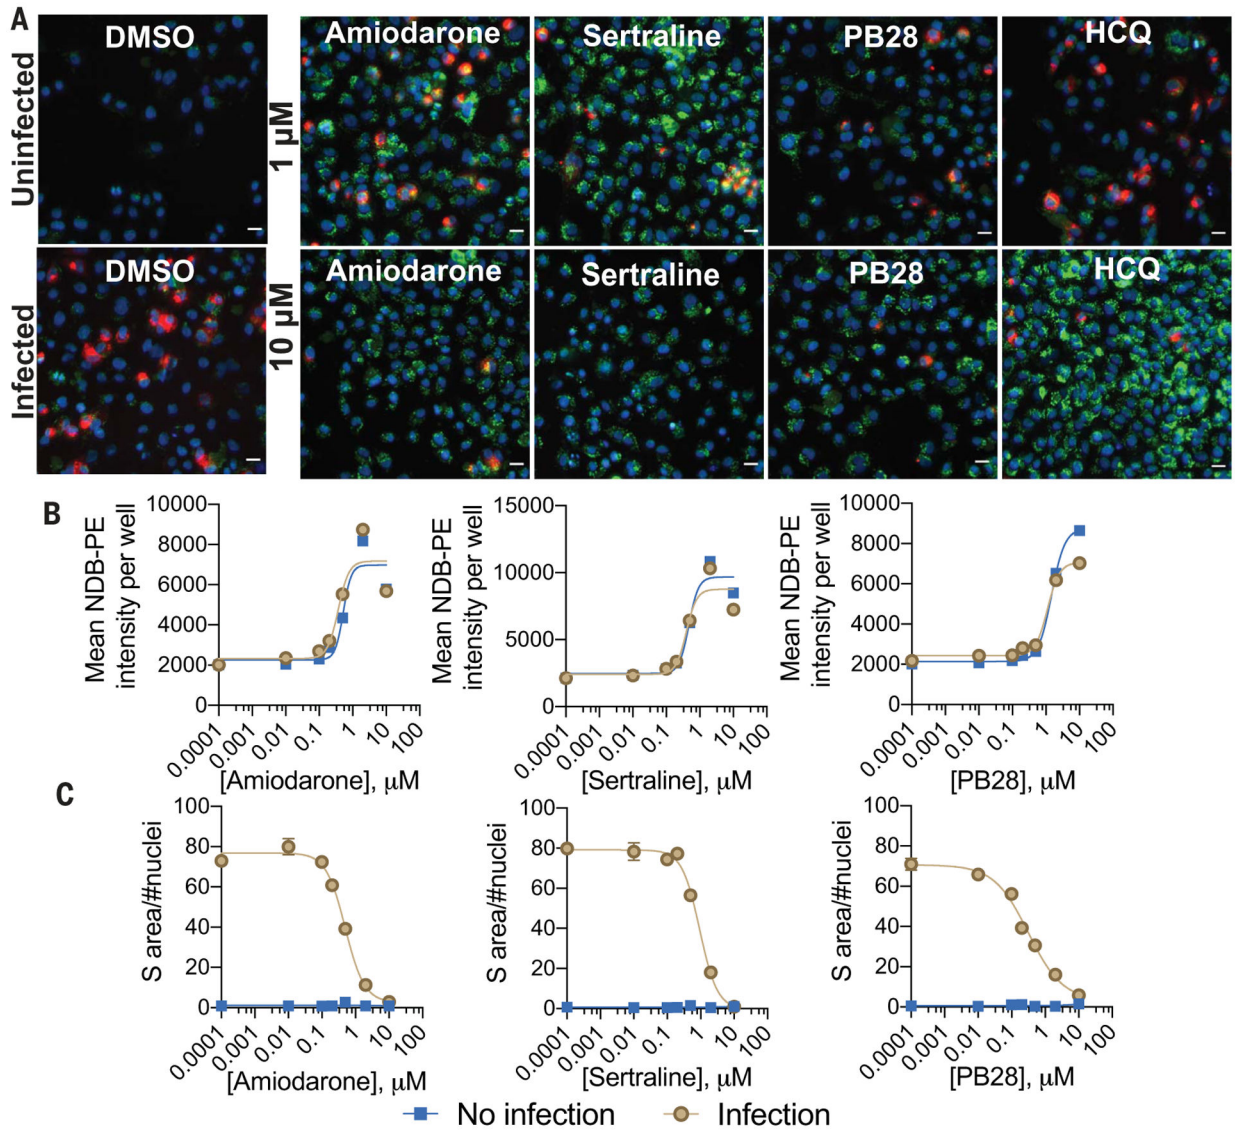 A
Uninfected
DMSO
1 μM
Amiodarone
Sertraline
PB28
HCQ
Infected
DMSO
10 μM
Amiodarone
Sertraline
PB28
HCQ
B
Mean NDB-PE
intensity per well
10000
8000
6000
4000
2000
0
0.0001
0.001
0.01
0.1
1
10
100
[Amiodarone], μM
Mean NDB-PE
intensity per well
15000
10000
5000
0
0.0001
0.001
0.01
0.1
1
10
100
[Sertraline], μM
Mean NDB-PE
intensity per well
10000
8000
6000
4000
2000
0
0.0001
0.001
0.01
0.1
1
10
100
[PB28], μM
C
S area/#nuclei
100
80
60
40
20
0
0.0001
0.001
0.01
0.1
1
10
100
[Amiodarone], μM
S area/#nuclei
100
80
60
40
20
0
0.0001
0.001
0.01
0.1
1
10
100
[Sertraline], μM
S area/#nuclei
100
80
60
40
20
0
0.0001
0.001
0.01
0.1
1
10
100
[PB28], μM
No infection
Infection